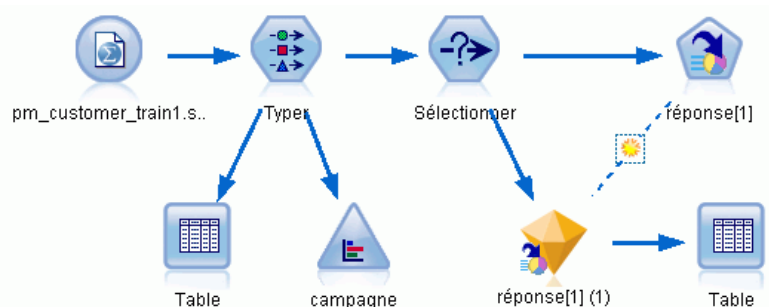 pm_customer_train1.s..
Typer
Sélectionner
réponse[1]
Table
campagne
réponse[1] (1)
Table